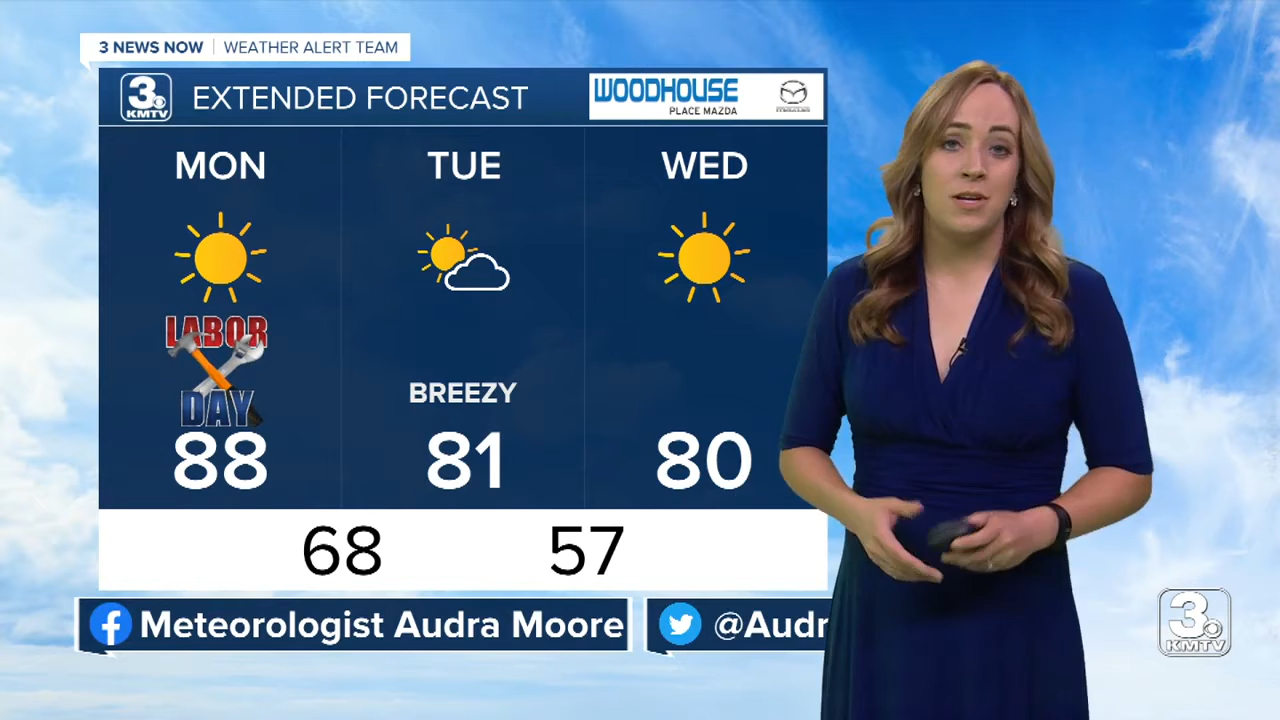 3 NEWS NOW | WEATHER ALERT TEAM
3 KMTV EXTENDED FORECAST WOODHOUSE PLACE MAZDA
MON TUE WED
LABOR DAY
BREEZY
88 81 80
68 57
Meteorologist Audra Moore @Audr
3 KMTV